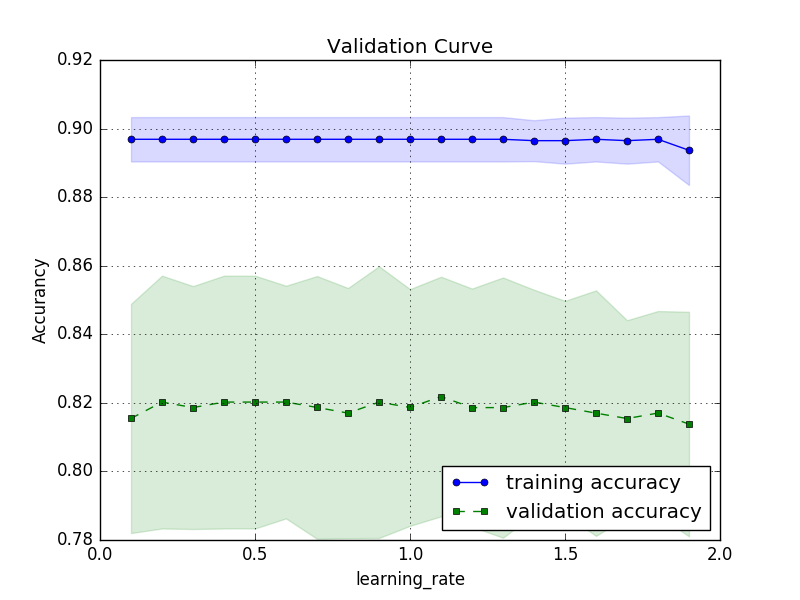 Validation Curve
0.92
0.90
0.88
0.86
0.84
0.82
0.80
0.78
Accurancy
training accuracy
validation accuracy
0.0 0.5 1.0 1.5 2.0
learning_rate